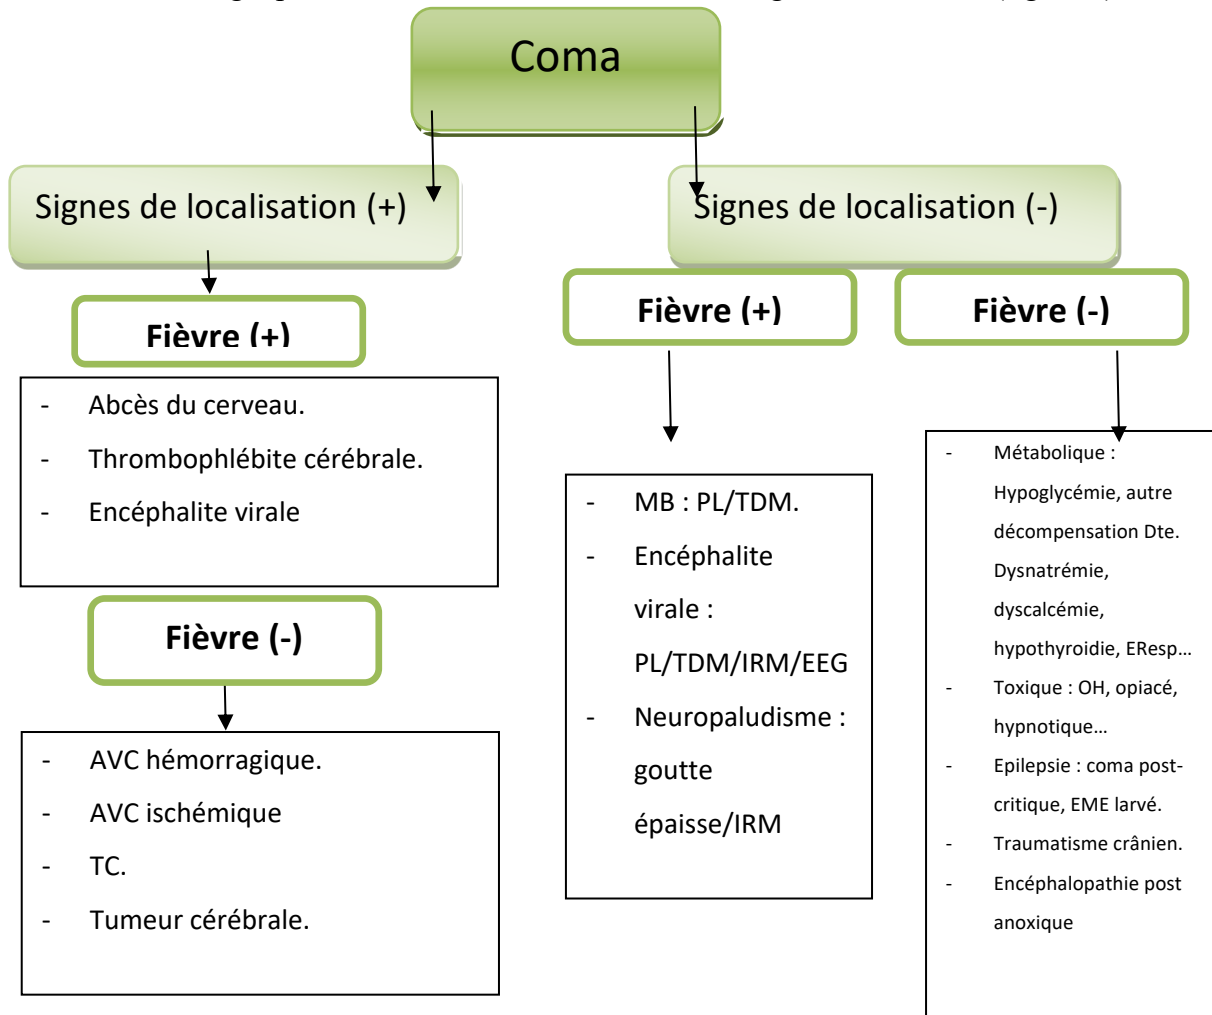 Coma
Signes de localisation (+)
Signes de localisation (-)
Fièvre (+)
- Abcès du cerveau.
- Thrombophlébite cérébrale.
- Encéphalite virale
Fièvre (-)
- AVC hémorragique.
- AVC ischémique
- TC.
- Tumeur cérébrale.
Fièvre (+)
- MB : PL/TDM.
- Encéphalite
virale :
PL/TDM/IRM/EEG
- Neuropaludisme :
goutte
épaisse/IRM
Fièvre (-)
- Métabolique :
Hypoglycémie, autre
décompensation Dte.
Dysnatrémie,
dyscalcémie,
hypothyroidie, EResp…
- Toxique : OH, opiacé,
hypnotique…
- Epilepsie : coma post-
critique, EME larvé.
- Traumatisme crânien.
- Encéphalopathie post
anoxique